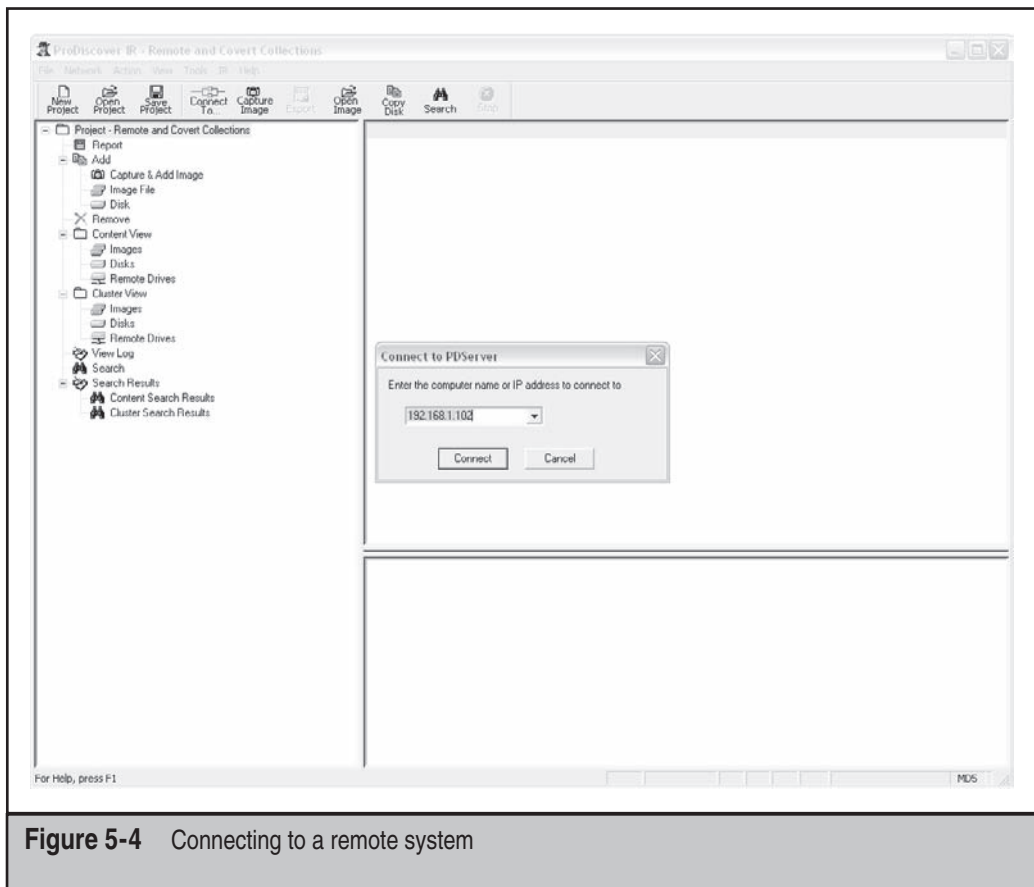 ProDiscover IR - Remote and Covert Collections
File Network Action View Tools IR Help
New Project
Open Project
Save Project
Connect To...
Capture Image
Export
Open Image
Copy Disk
Search
Stop
Project - Remote and Covert Collections
Report
Add
Capture & Add Image
Image File
Disk
Remove
Content View
Images
Disks
Remote Drives
Cluster View
Images
Disks
Remote Drives
View Log
Search
Search Results
Content Search Results
Cluster Search Results
Connect to PDServer
Enter the computer name or IP address to connect to
192.168.1.102
Connect
Cancel
For Help, press F1
MD5
Figure 5-4 Connecting to a remote system